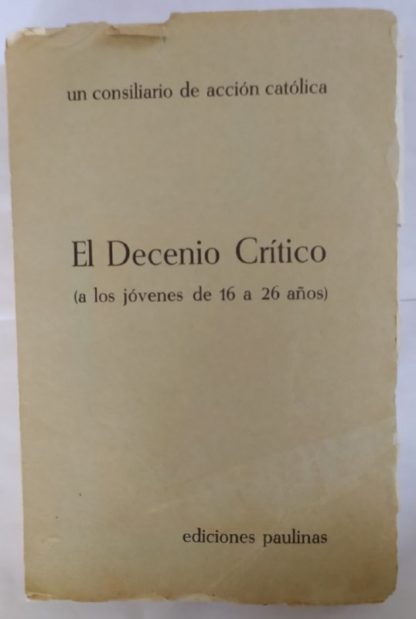 un consiliario de acción católica
El Decenio Crítico
(a los jóvenes de 16 a 26 años)
ediciones paulinas